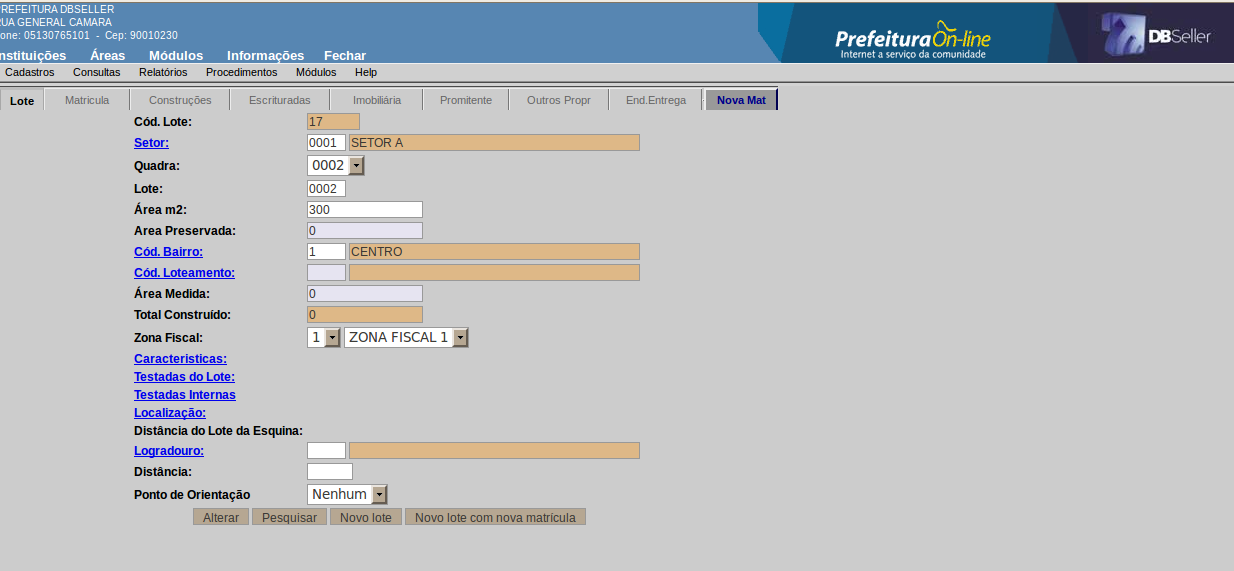 REFEITURA DBSELLER
UA GENERAL CAMARA
one: 05130765101 - Cep: 90010230
nstituições Áreas Módulos Informações Fechar
Prefeitura On-line
Internet a serviço da comunidade
DBSeller
Cadastros Consultas Relatórios Procedimentos Módulos Help
Lote Matricula Construções Escrituradas Imobiliária Promitente Outros Propr End.Entrega Nova Mat
Cód. Lote: 17
Setor: 0001 SETOR A
Quadra: 0002
Lote: 0002
Área m2: 300
Area Preservada: 0
Cód. Bairro: 1 CENTRO
Cód. Loteamento:
Área Medida: 0
Total Construído: 0
Zona Fiscal: 1 ZONA FISCAL 1
Caracteristicas:
Testadas do Lote:
Testadas Internas
Localização:
Distância do Lote da Esquina:
Logradouro:
Distância:
Ponto de Orientação Nenhum
Alterar Pesquisar Novo lote Novo lote com nova matrícula